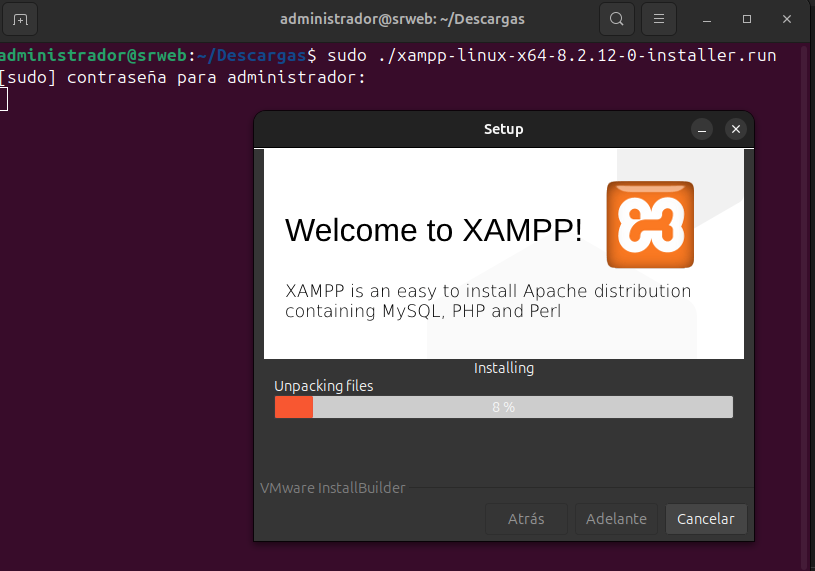 administrador@srweb: ~/Descargas
administrador@srweb:~/Descargas$ sudo ./xampp-linux-x64-8.2.12-0-installer.run
[sudo] contraseña para administrador:
Setup
Welcome to XAMPP!
XAMPP is an easy to install Apache distribution
containing MySQL, PHP and Perl
Installing
Unpacking files
8 %
VMware InstallBuilder
Atrás
Adelante
Cancelar